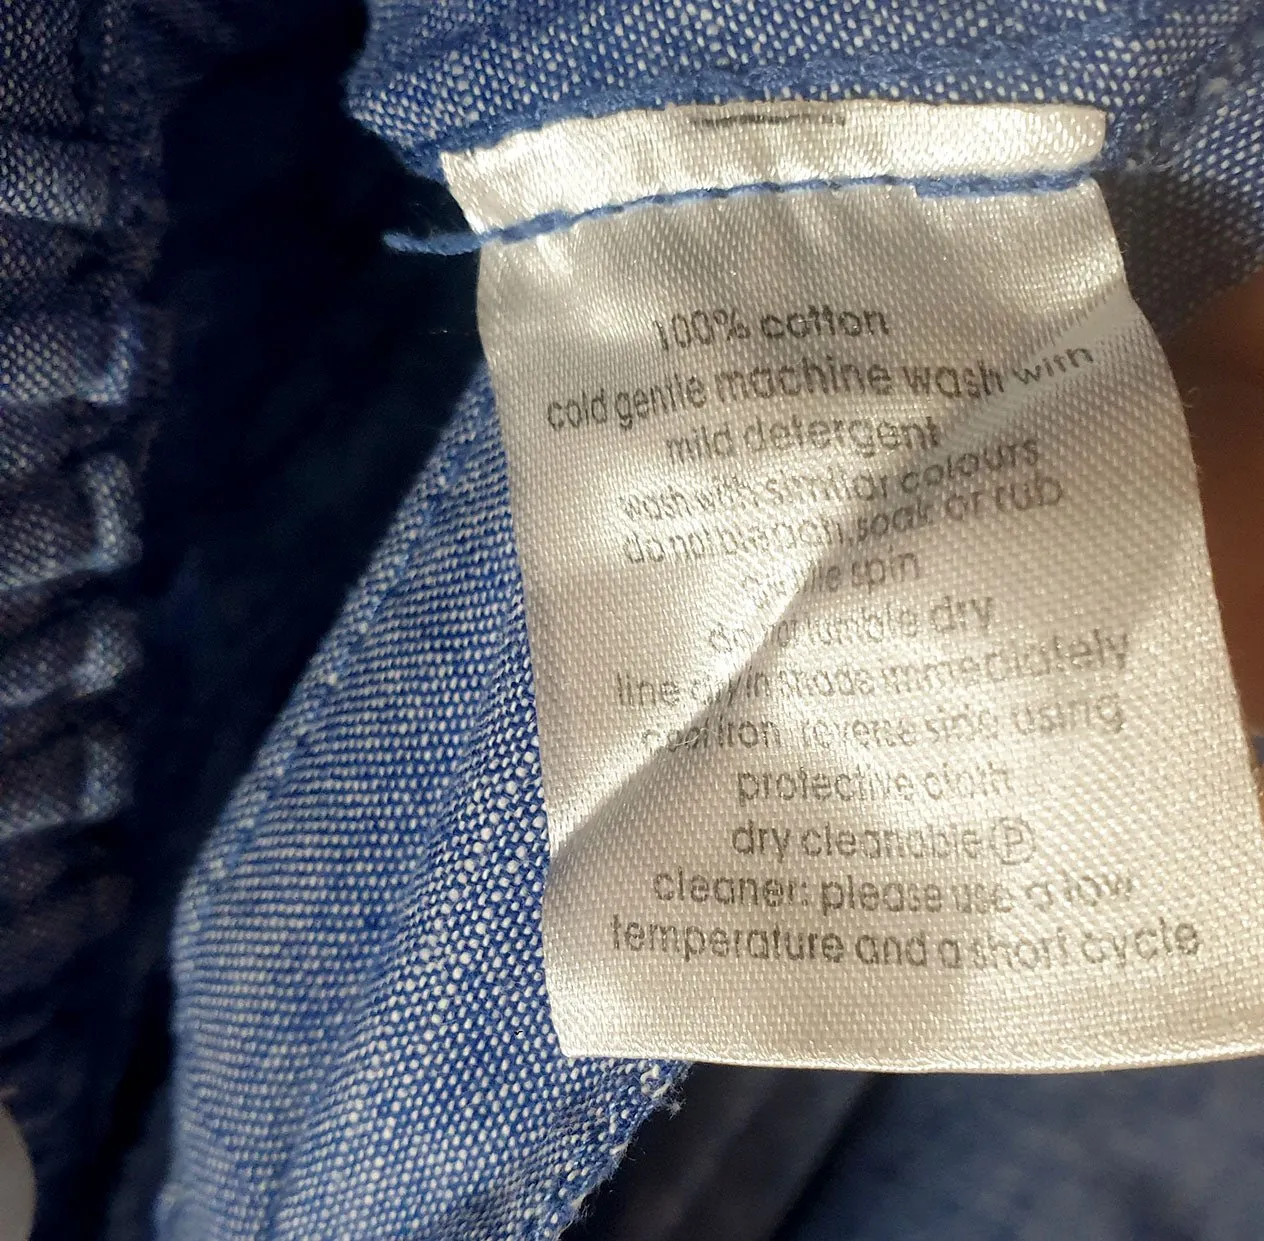 100% cotton
cold gentle machine wash with
mild detergent
wash with similar colours
do not bleach, soak or rub
spin
do not tumble dry
line dry in shade immediately
cool iron reverse side using
protective cloth
dry cleanable Ⓟ
cleaner: please use a low
temperature and a short cycle